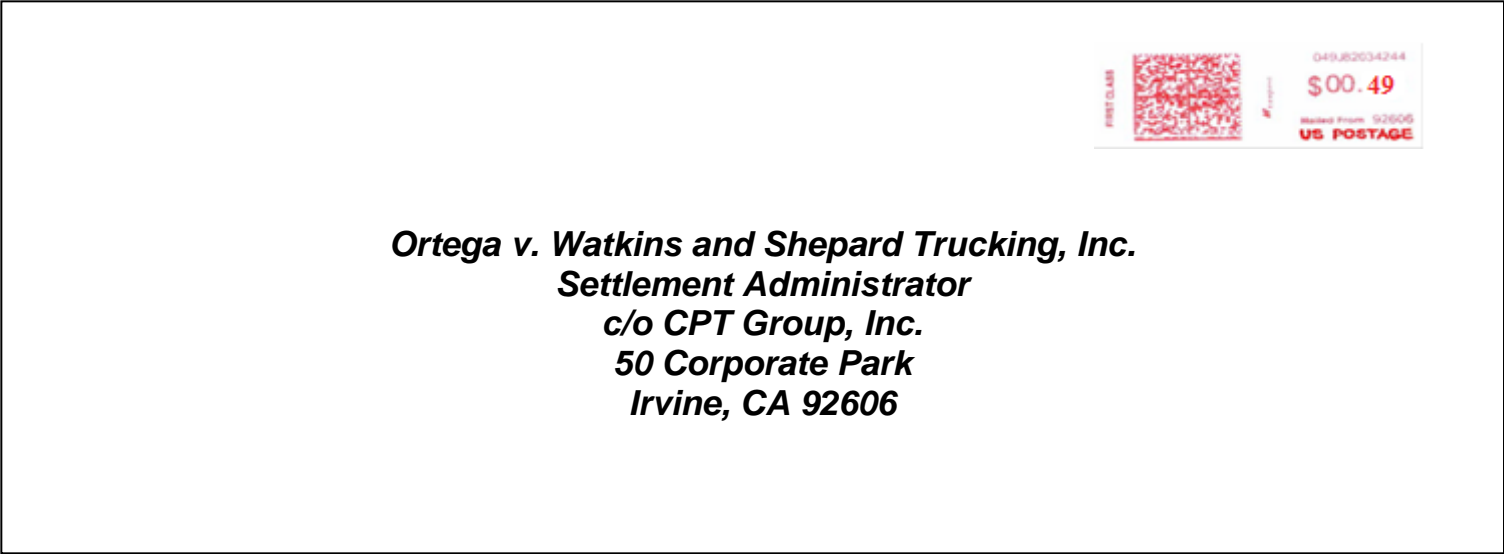 049J82034244
FIRST CLASS
$00.49
Mailed From 92606
US POSTAGE
Ortega v. Watkins and Shepard Trucking, Inc.
Settlement Administrator
c/o CPT Group, Inc.
50 Corporate Park
Irvine, CA 92606